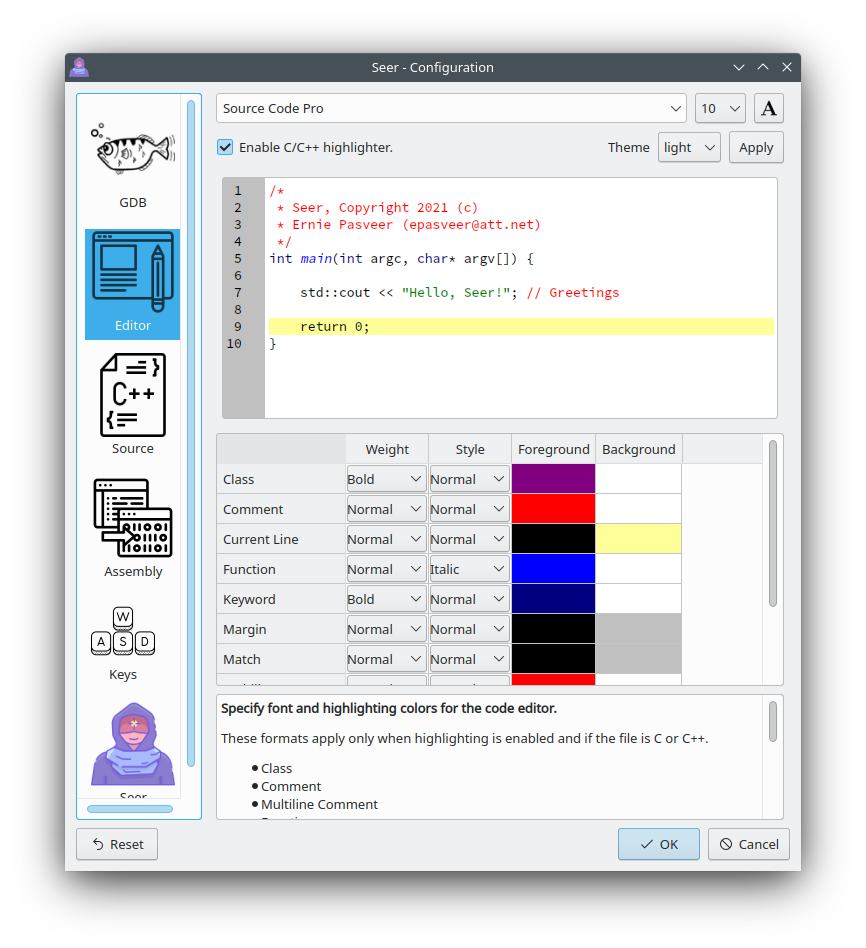 Seer - Configuration
GDB
Editor
C++
Source
Assembly
W
A S D
Keys
Seer
Source Code Pro
10
A
Enable C/C++ highlighter.
Theme
light
Apply
1 /*
2 * Seer, Copyright 2021 (c)
3 * Ernie Pasveer (epasveer@att.net)
4 */
5 int main(int argc, char* argv[]) {
6
7 std::cout << "Hello, Seer!"; // Greetings
8
9 return 0;
10 }
Weight Style Foreground Background
Class Bold Normal
Comment Normal Normal
Current Line Normal Normal
Function Normal Italic
Keyword Bold Normal
Margin Normal Normal
Match Normal Normal
Specify font and highlighting colors for the code editor.
These formats apply only when highlighting is enabled and if the file is C or C++.
● Class
● Comment
● Multiline Comment
Reset
OK
Cancel